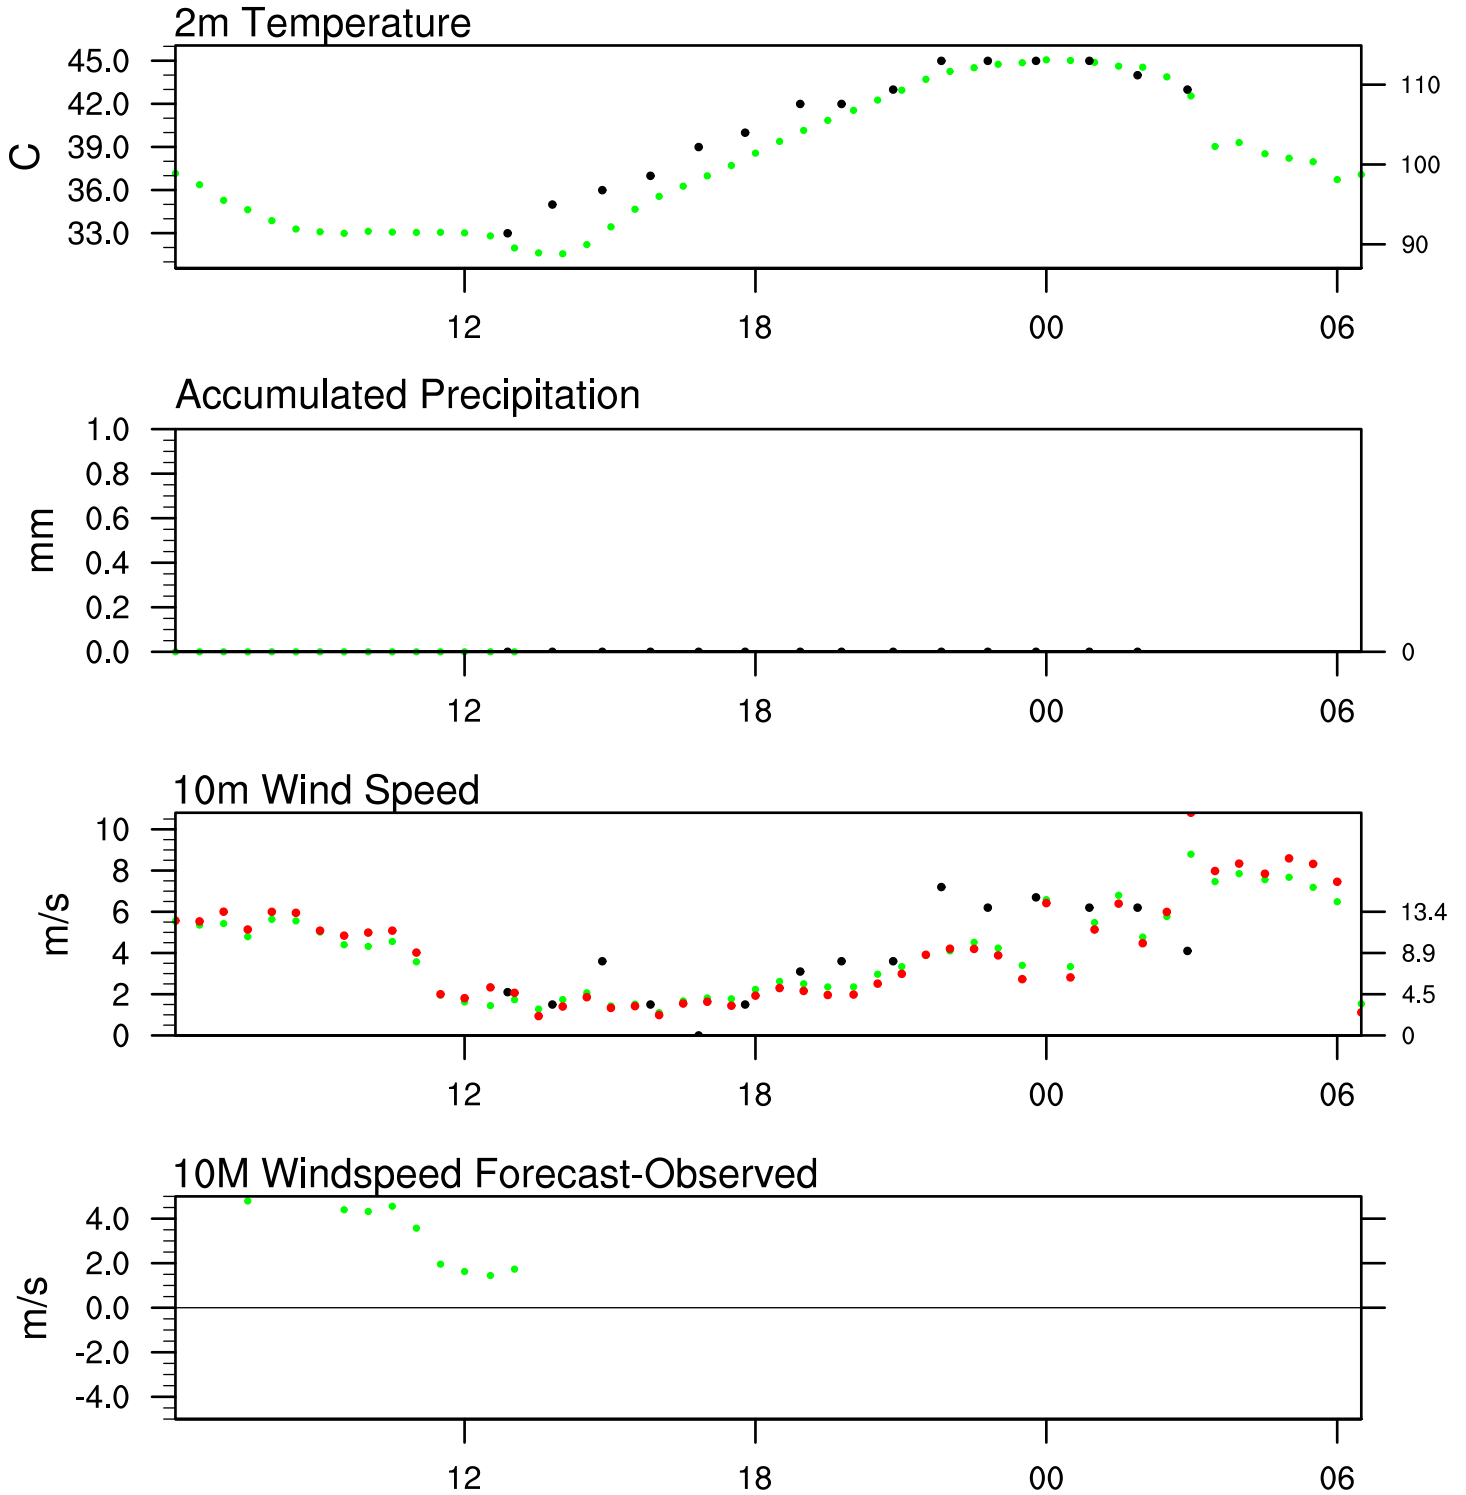 2m Temperature
45.0
42.0
39.0
36.0
33.0
C
110
100
90
12 18 00 06
Accumulated Precipitation
1.0
0.8
0.6
0.4
0.2
0.0
mm
0
12 18 00 06
10m Wind Speed
10
8
6
4
2
0
m/s
13.4
8.9
4.5
0
12 18 00 06
10M Windspeed Forecast-Observed
4.0
2.0
0.0
-2.0
-4.0
m/s
12 18 00 06